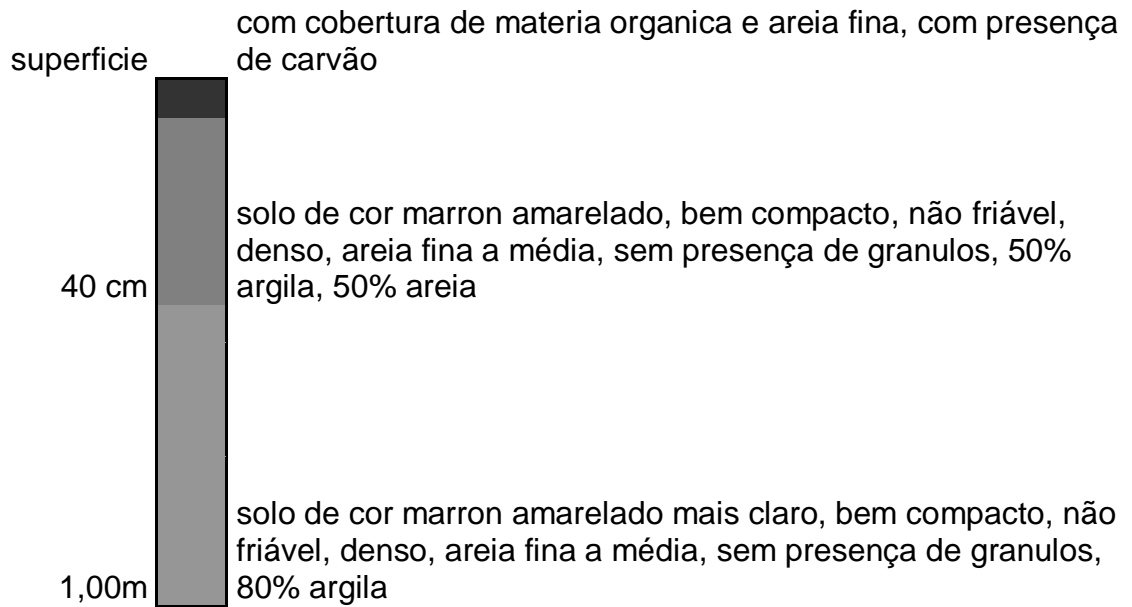 com cobertura de materia organica e areia fina, com presença
superficie de carvão
solo de cor marron amarelado, bem compacto, não friável,
denso, areia fina a média, sem presença de granulos, 50%
40 cm argila, 50% areia
solo de cor marron amarelado mais claro, bem compacto, não
friável, denso, areia fina a média, sem presença de granulos,
1,00m 80% argila